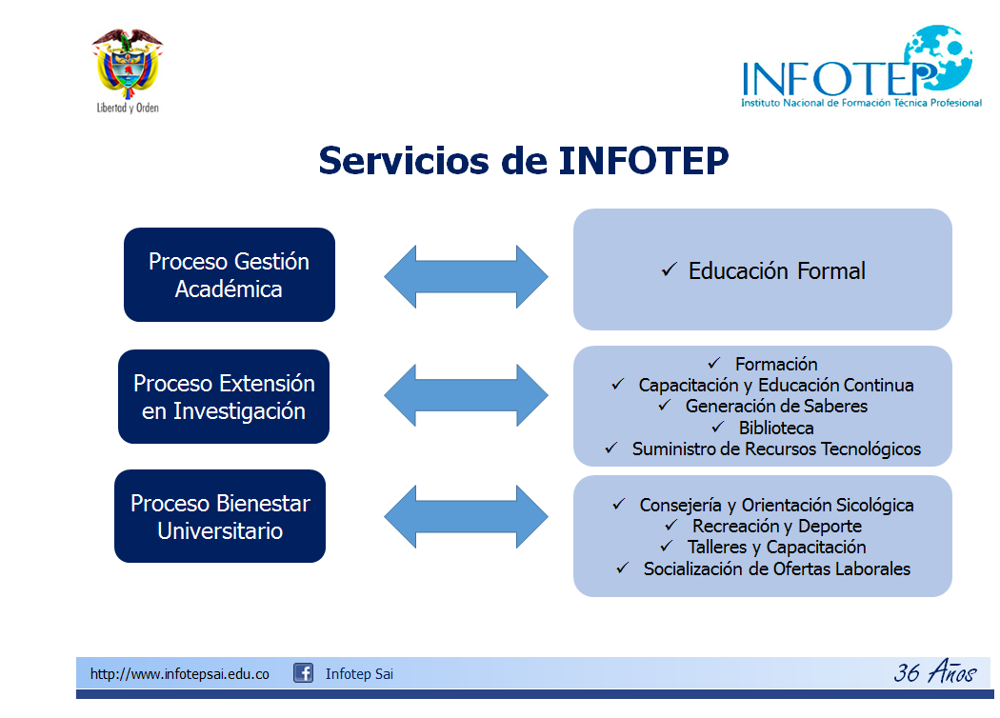 Libertad y Orden
INFOTEP
Instituto Nacional de Formación Técnica Profesional
Servicios de INFOTEP
Proceso Gestión
Académica
✓ Educación Formal
Proceso Extensión
en Investigación
✓ Formación
✓ Capacitación y Educación Continua
✓ Generación de Saberes
✓ Biblioteca
✓ Suministro de Recursos Tecnológicos
Proceso Bienestar
Universitario
✓ Consejería y Orientación Sicológica
✓ Recreación y Deporte
✓ Talleres y Capacitación
✓ Socialización de Ofertas Laborales
http://www.infotepsai.edu.co
Infotep Sai
36 Años